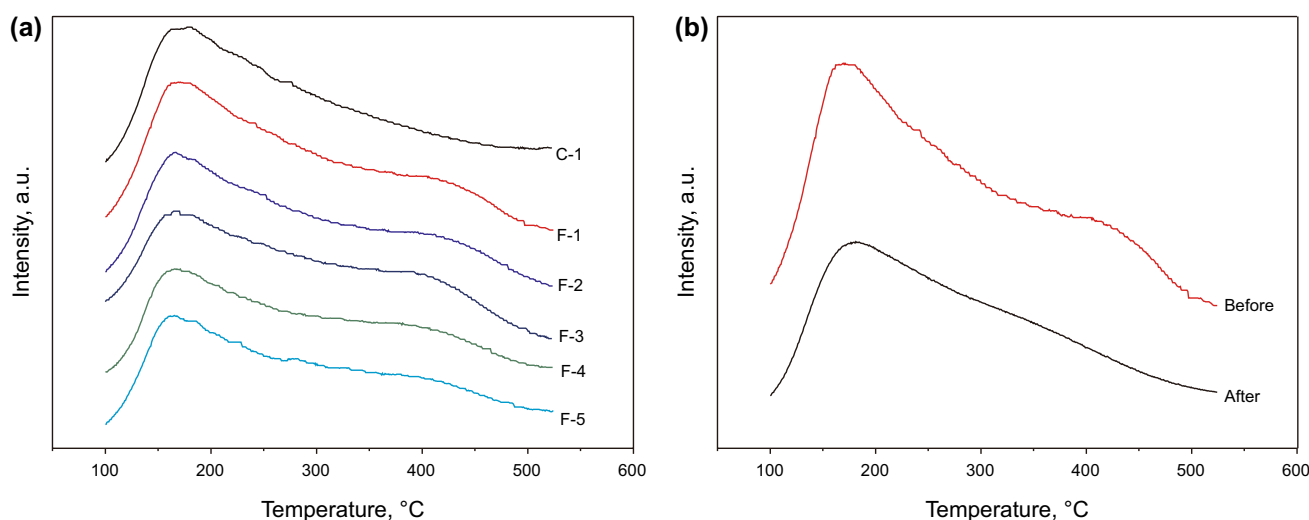 (a)
Intensity, a.u.
C-1
F-1
F-2
F-3
F-4
F-5
100 200 300 400 500 600
Temperature, °C
(b)
Intensity, a.u.
Before
After
100 200 300 400 500 600
Temperature, °C